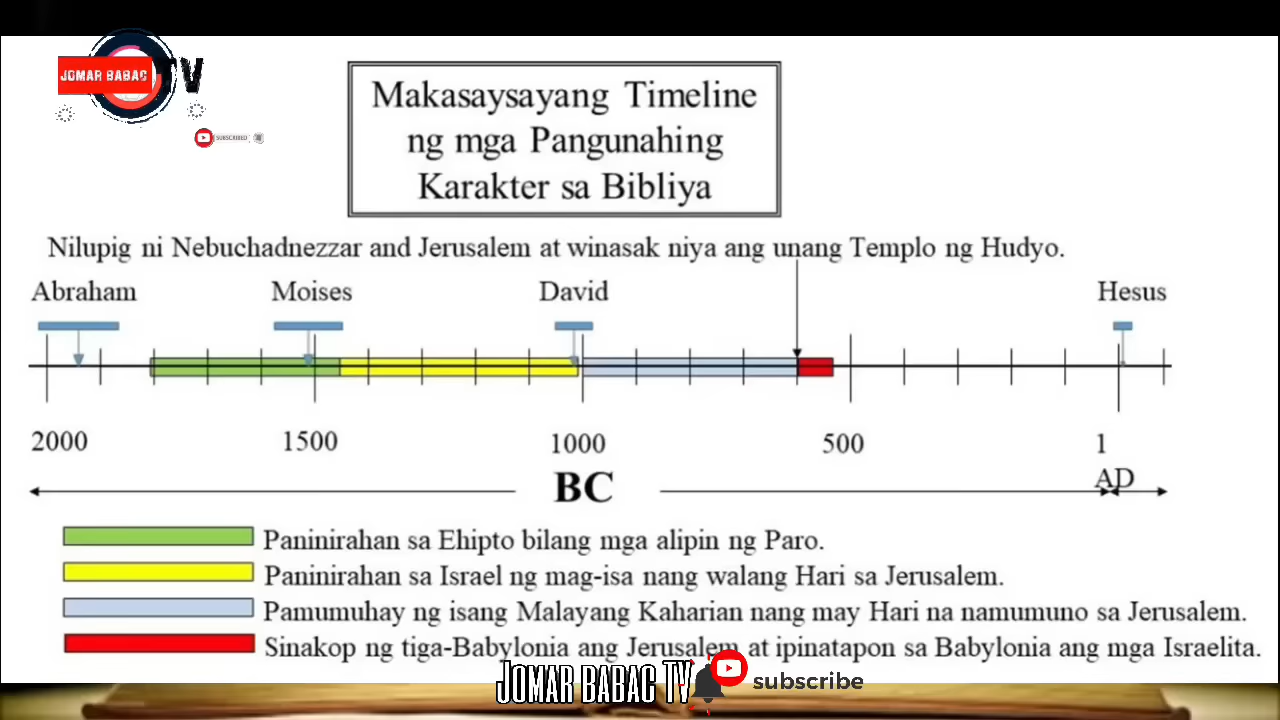 JOMAR BABAC TV
SUBSCRIBED
Makasaysayang Timeline
ng mga Pangunahing
Karakter sa Bibliya
Nilupig ni Nebuchadnezzar and Jerusalem at winasak niya ang unang Templo ng Hudyo.
Abraham Moises David Hesus
2000 1500 1000 500 1
BC AD
Paninirahan sa Ehipto bilang mga alipin ng Paro.
Paninirahan sa Israel ng mag-isa nang walang Hari sa Jerusalem.
Pamumuhay ng isang Malayang Kaharian nang may Hari na namumuno sa Jerusalem.
Sinakop ng tiga-Babylonia ang Jerusalem at ipinatapon sa Babylonia ang mga Israelita.
JOMAR BABAC TV subscribe